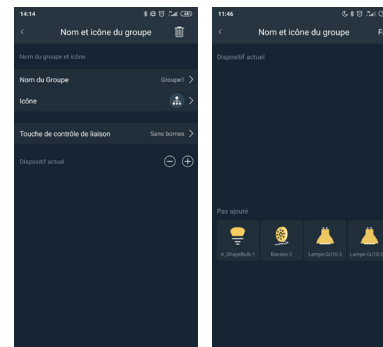 14:14
Nom et icône du groupe
Nom du groupe et icône
Nom du Groupe
Groupe1
Icône
Touche de contrôle de liaison
Sans bornes
Dispositif actuel
11:46
Nom et icône du groupe
Dispositif actuel
Pas ajouté
A_ShapeBulb-1
Bandes-2
Lampe GU10-3
Lampe GU10-